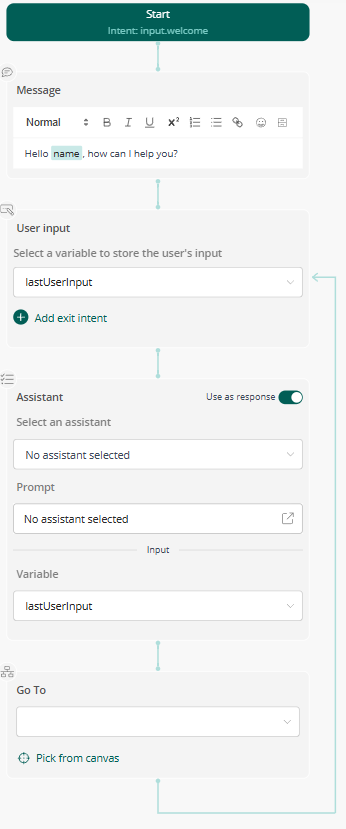 Start
Intent: input.welcome
Message
Normal B I U X²
Hello name, how can I help you?
User input
Select a variable to store the user's input
lastUserInput
Add exit intent
Assistant Use as response
Select an assistant
No assistant selected
Prompt
No assistant selected
Input
Variable
lastUserInput
Go To
Pick from canvas